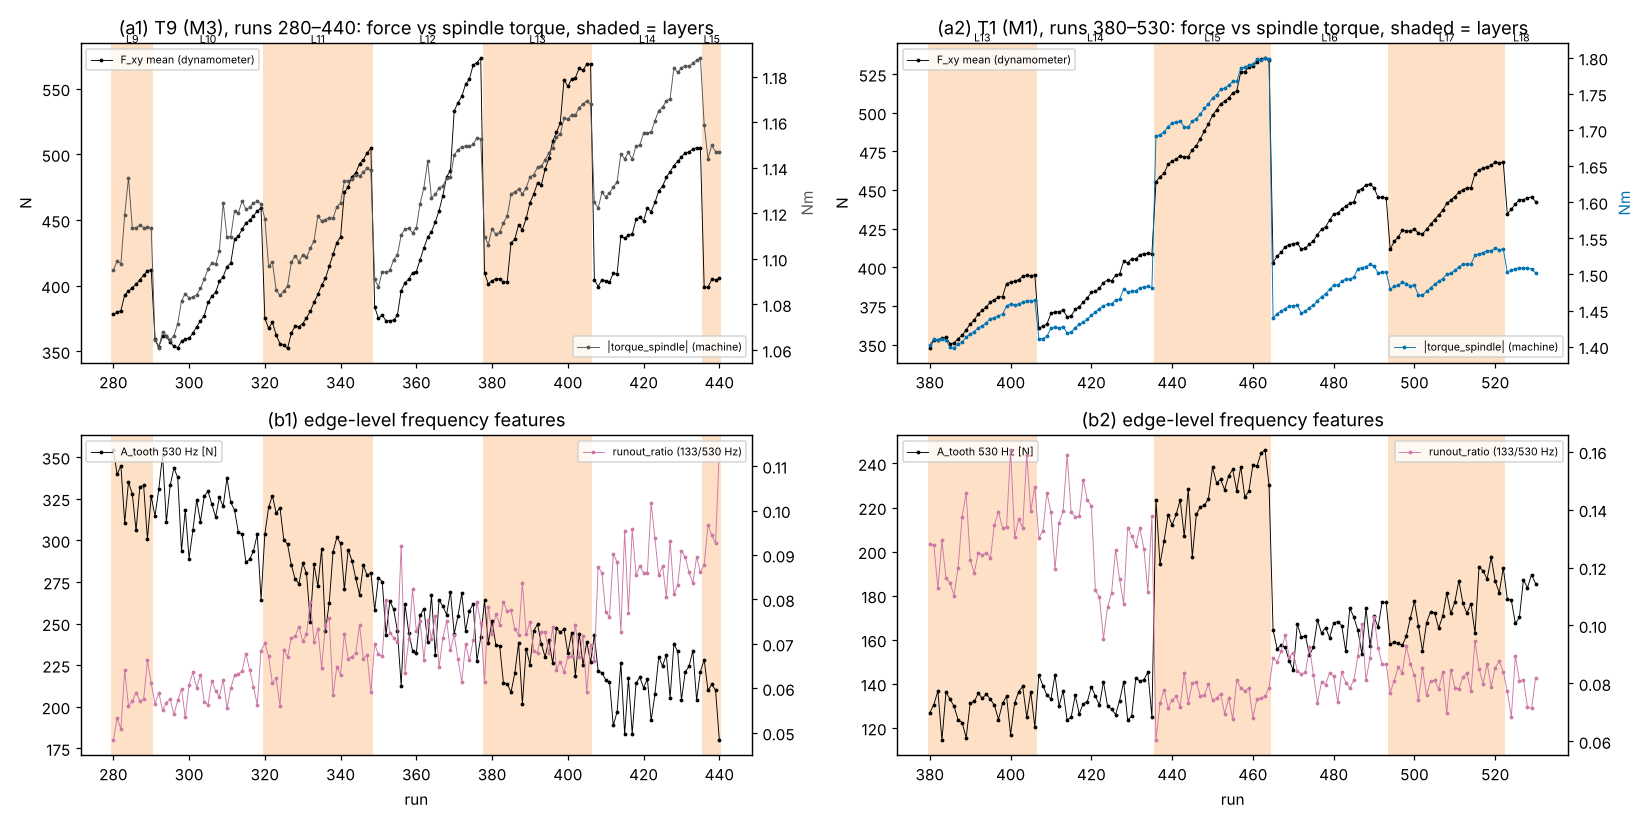 (a1) T9 (M3), runs 280–440: force vs spindle torque, shaded = layers
L9 L10 L11 L12 L13 L14 L15
F_xy mean (dynamometer)
|torque_spindle| (machine)
N
Nm
550
500
450
400
350
1.18
1.16
1.14
1.12
1.10
1.08
1.06
280 300 320 340 360 380 400 420 440
(a2) T1 (M1), runs 380–530: force vs spindle torque, shaded = layers
L13 L14 L15 L16 L17 L18
F_xy mean (dynamometer)
|torque_spindle| (machine)
N
Nm
525
500
475
450
425
400
375
350
1.80
1.75
1.70
1.65
1.60
1.55
1.50
1.45
1.40
380 400 420 440 460 480 500 520
(b1) edge-level frequency features
A_tooth 530 Hz [N]
runout_ratio (133/530 Hz)
350
325
300
275
250
225
200
175
0.11
0.10
0.09
0.08
0.07
0.06
0.05
280 300 320 340 360 380 400 420 440
run
(b2) edge-level frequency features
A_tooth 530 Hz [N]
runout_ratio (133/530 Hz)
240
220
200
180
160
140
120
0.16
0.14
0.12
0.10
0.08
0.06
380 400 420 440 460 480 500 520
run